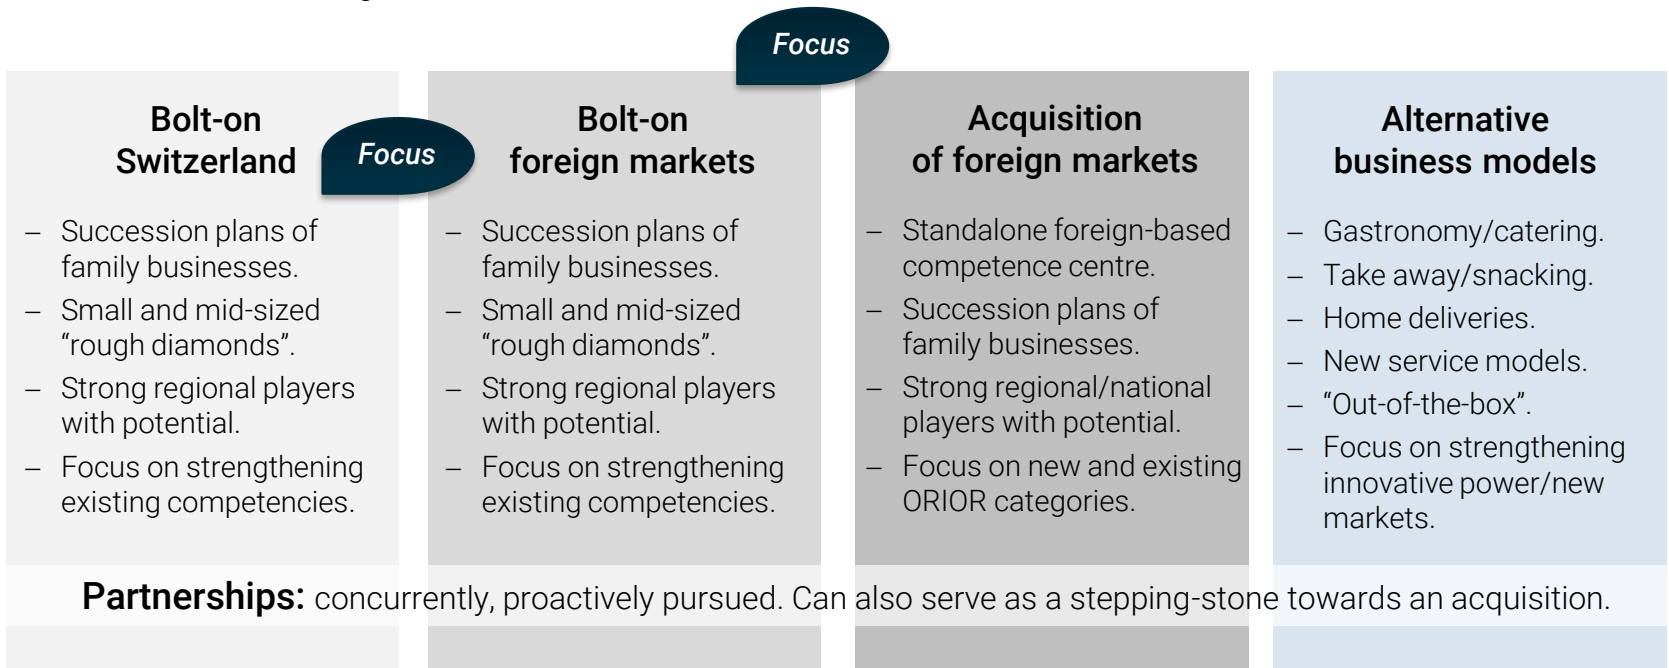 Focus
Bolt-on
Switzerland
Focus
– Succession plans of
family businesses.
– Small and mid-sized
“rough diamonds”.
– Strong regional players
with potential.
– Focus on strengthening
existing competencies.
Bolt-on
foreign markets
– Succession plans of
family businesses.
– Small and mid-sized
“rough diamonds”.
– Strong regional players
with potential.
– Focus on strengthening
existing competencies.
Acquisition
of foreign markets
– Standalone foreign-based
competence centre.
– Succession plans of
family businesses.
– Strong regional/national
players with potential.
– Focus on new and existing
ORIOR categories.
Alternative
business models
– Gastronomy/catering.
– Take away/snacking.
– Home deliveries.
– New service models.
– “Out-of-the-box”.
– Focus on strengthening
innovative power/new
markets.
Partnerships: concurrently, proactively pursued. Can also serve as a stepping-stone towards an acquisition.